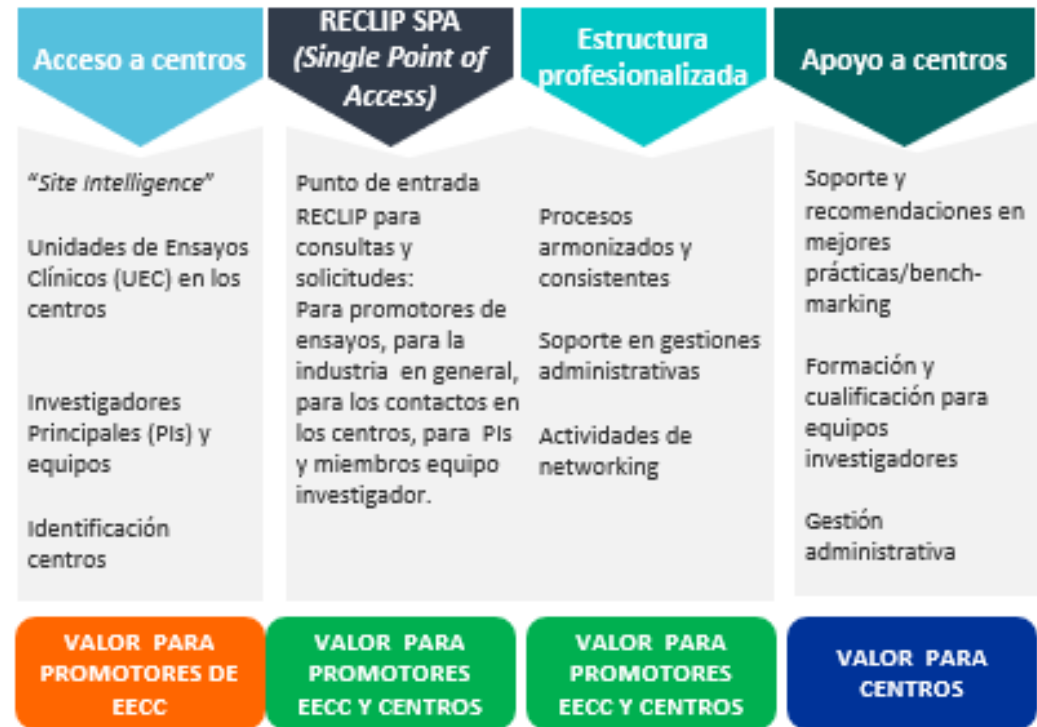 Acceso a centros
"Site Intelligence"
Unidades de Ensayos
Clínicos (UEC) en los
centros
Investigadores
Principales (PIs) y
equipos
Identificación
centros
VALOR PARA
PROMOTORES DE
EECC
RECLIP SPA
(Single Point of
Access)
Punto de entrada
RECLIP para
consultas y
solicitudes:
Para promotores de
ensayos, para la
industria en general,
para los contactos en
los centros, para PIs
y miembros equipo
investigador.
VALOR PARA
PROMOTORES
EECC Y CENTROS
Estructura
profesionalizada
Procesos
armonizados y
consistentes
Soporte en gestiones
administrativas
Actividades de
networking
VALOR PARA
PROMOTORES
EECC Y CENTROS
Apoyo a centros
Soporte y
recomendaciones en
mejores
prácticas/bench-
marking
Formación y
cualificación para
equipos
investigadores
Gestión
administrativa
VALOR PARA
CENTROS